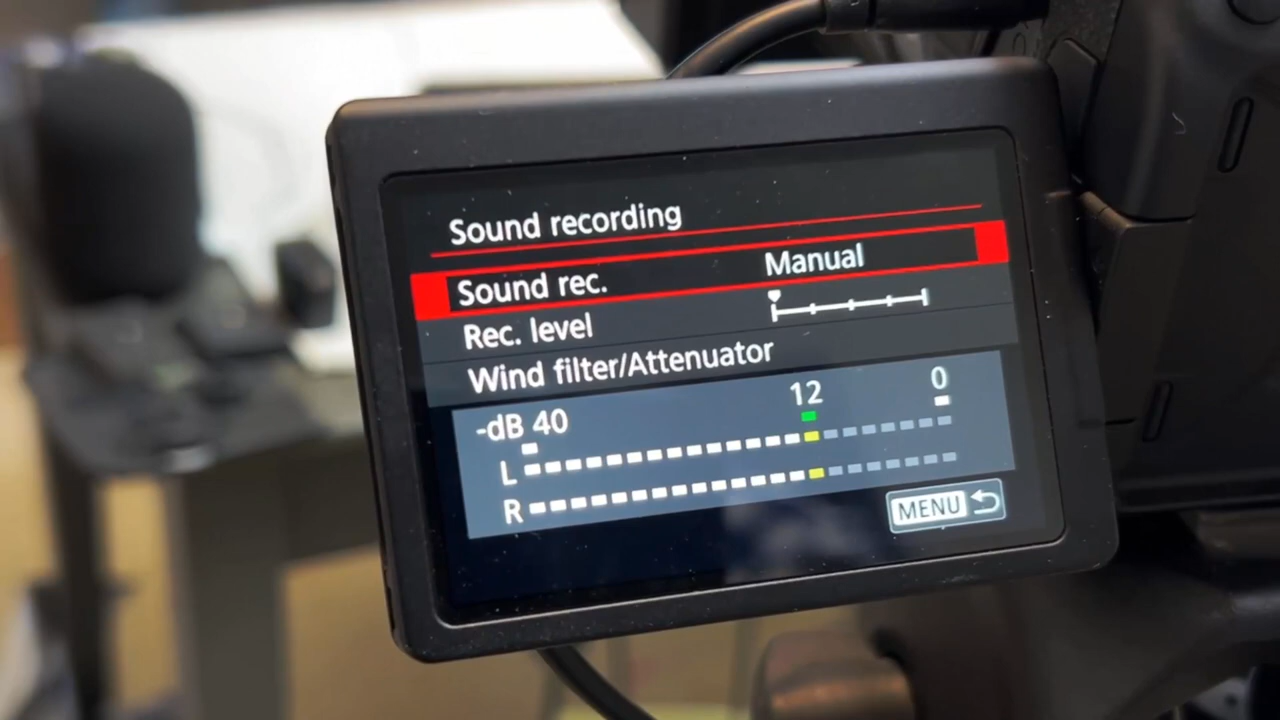 Sound recording
Sound rec. Manual
Rec. level
Wind filter/Attenuator
-dB 40 12 0
L
R
MENU